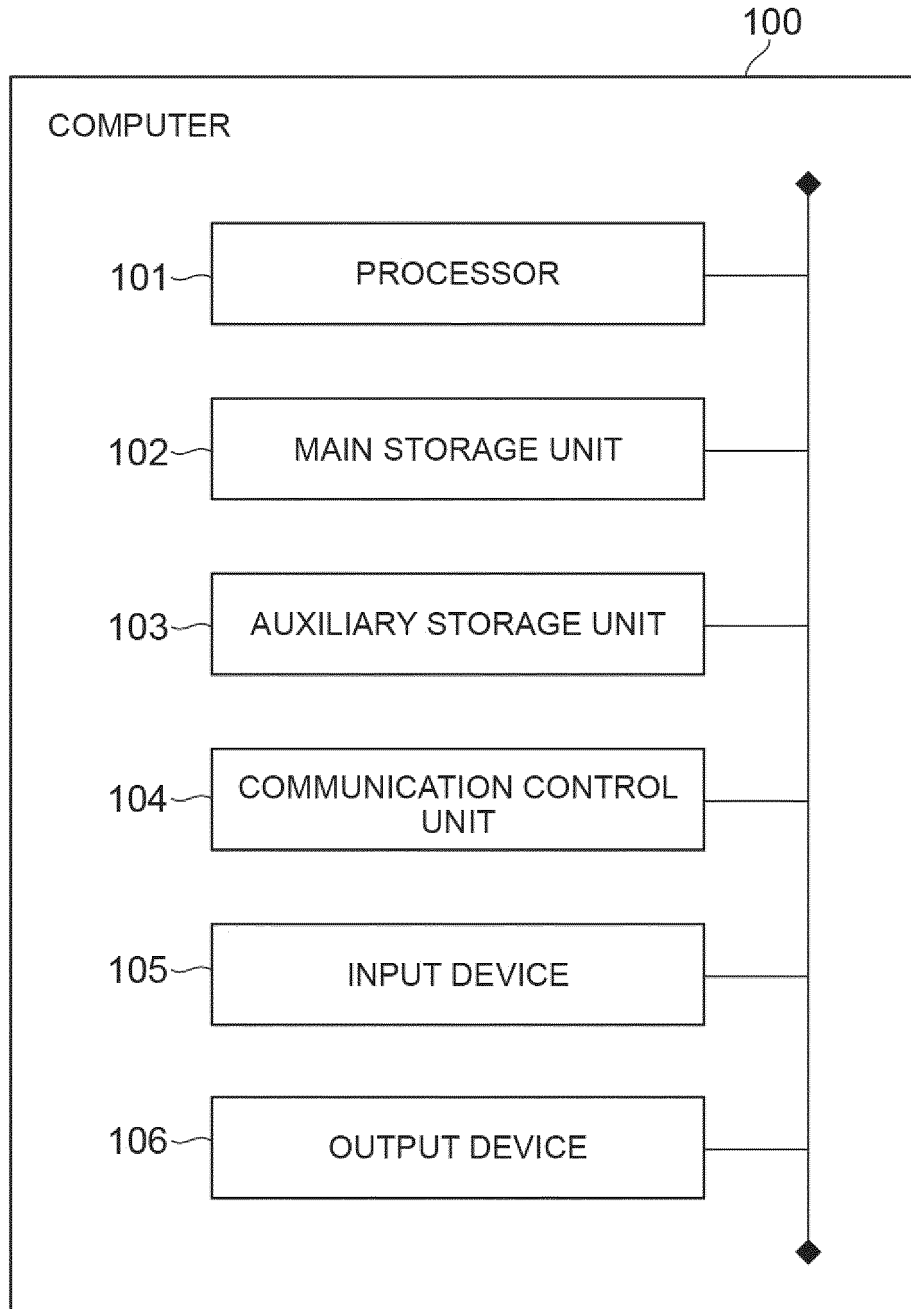 100
COMPUTER
101
PROCESSOR
102
MAIN STORAGE UNIT
103
AUXILIARY STORAGE UNIT
104
COMMUNICATION CONTROL
UNIT
105
INPUT DEVICE
106
OUTPUT DEVICE